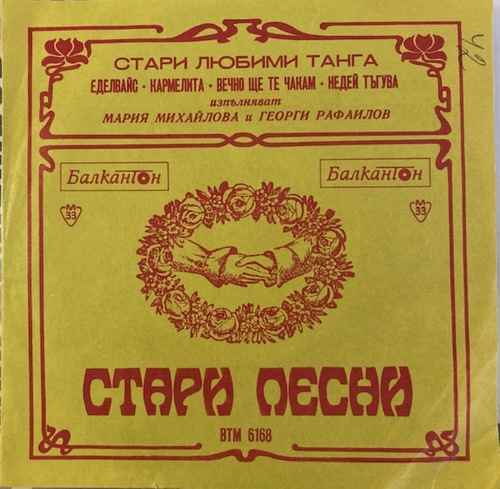 СТАРИ ЛЮБИМИ ТАНГА
ЕДЕЛВАЙС • КАРМЕЛИТА • ВЕЧНО ЩЕ ТЕ ЧАКАМ • НЕДЕЙ ТЪГУВА
изпълняват
МАРИЯ МИХАЙЛОВА и ГЕОРГИ РАФАИЛОВ
Балкантон
Балкантон
М
33
М
33
СТАРИ ПЕСНИ
ВТМ 6168